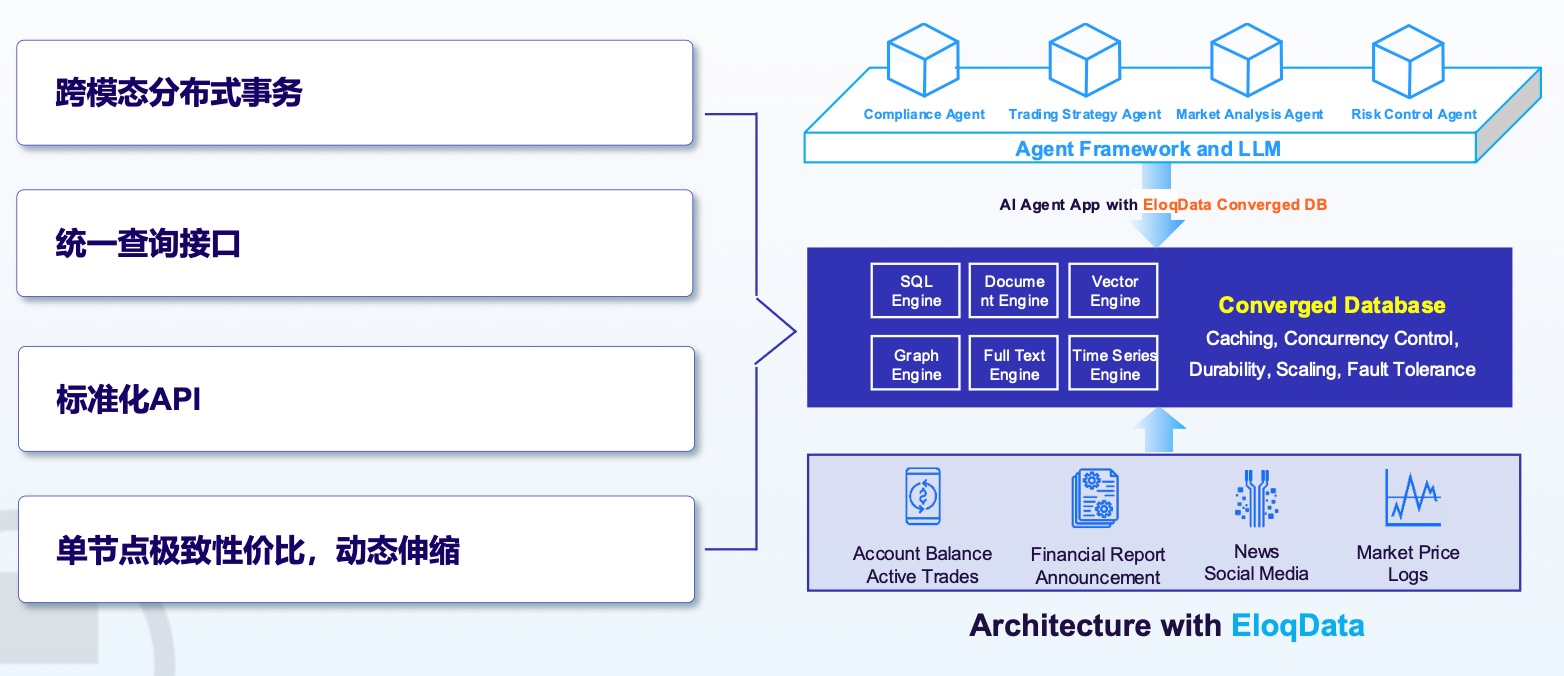 跨模态分布式事务
统一查询接口
标准化API
单节点极致性价比，动态伸缩
Compliance Agent
Trading Strategy Agent
Market Analysis Agent
Risk Control Agent
Agent Framework and LLM
AI Agent App with EloqData Converged DB
SQL
Engine
Docume
nt Engine
Vector
Engine
Graph
Engine
Full Text
Engine
Time Series
Engine
Converged Database
Caching, Concurrency Control,
Durability, Scaling, Fault Tolerance
Account Balance
Active Trades
Financial Report
Announcement
News
Social Media
Market Price
Logs
Architecture with EloqData